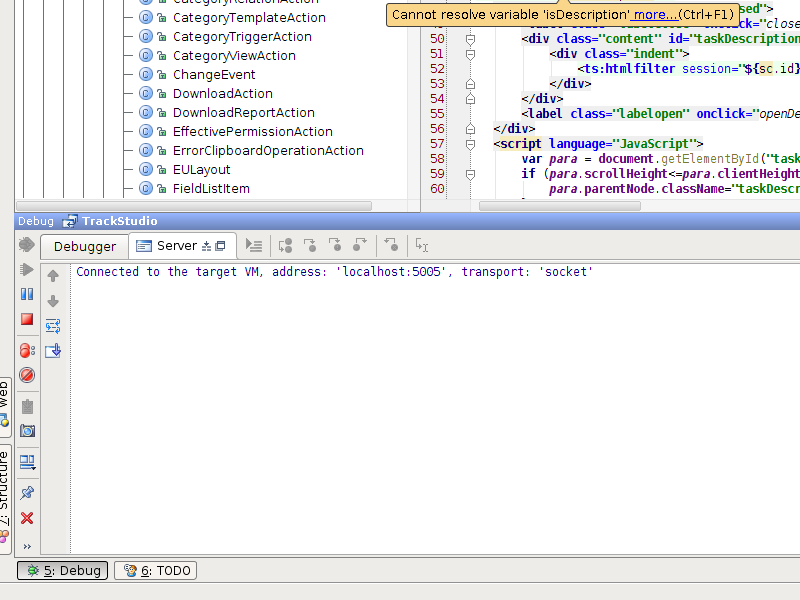 CategoryRelationAction
CategoryTemplateAction
CategoryTriggerAction
CategoryViewAction
ChangeEvent
DownloadAction
DownloadReportAction
EffectivePermissionAction
ErrorClipboardOperationAction
EULayout
FieldListItem
Cannot resolve variable 'isDescription' more...(Ctrl+F1)
sed">
="close
50 <div class="content" id="taskDescription
51 <div class="indent">
52 <ts:htmlfilter session="${sc.id}
53 </div>
54 </div>
55 <label class="labelopen" onclick="openDe
56 </div>
57 <script language="JavaScript">
58 var para = document.getElementById("task
59 if (para.scrollHeight<=para.clientHeight
60 para.parentNode.className="taskDescr
Debug TrackStudio
Debugger Server
Connected to the target VM, address: 'localhost:5005', transport: 'socket'
Web
7: Structure
»
5: Debug 6: TODO